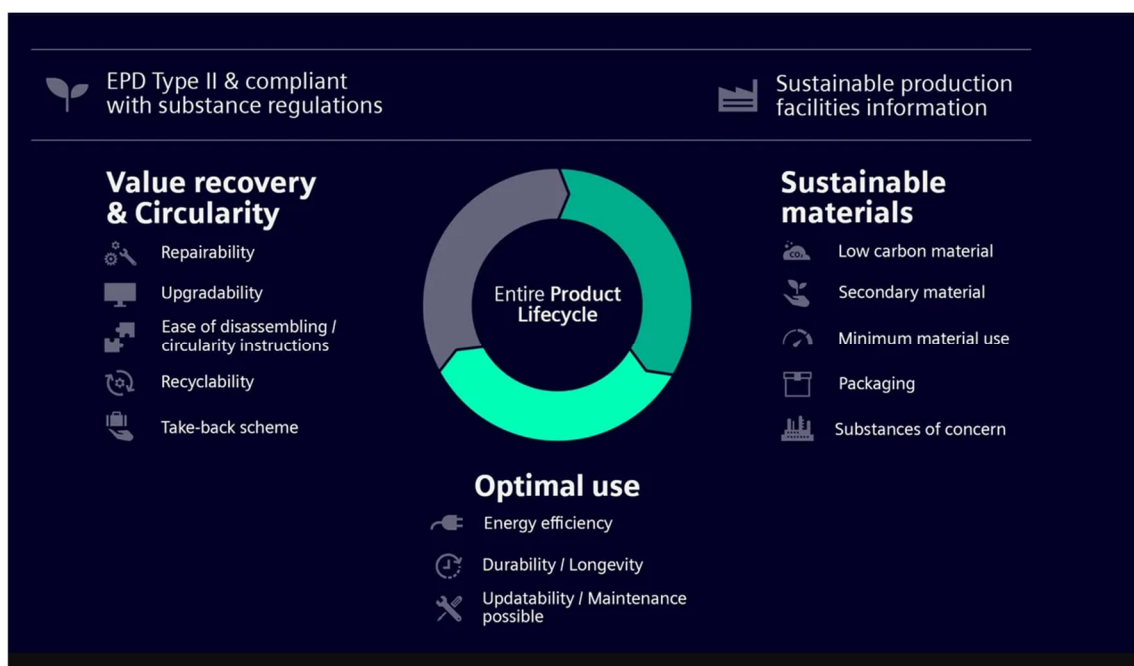 EPD Type II & compliant
with substance regulations
Sustainable production
facilities information
Value recovery
& Circularity
Repairability
Upgradability
Ease of disassembling /
circularity instructions
Recyclability
Take-back scheme
Entire Product
Lifecycle
Sustainable
materials
CO₂
Low carbon material
Secondary material
Minimum material use
Packaging
Substances of concern
Optimal use
Energy efficiency
Durability / Longevity
Updatability / Maintenance
possible